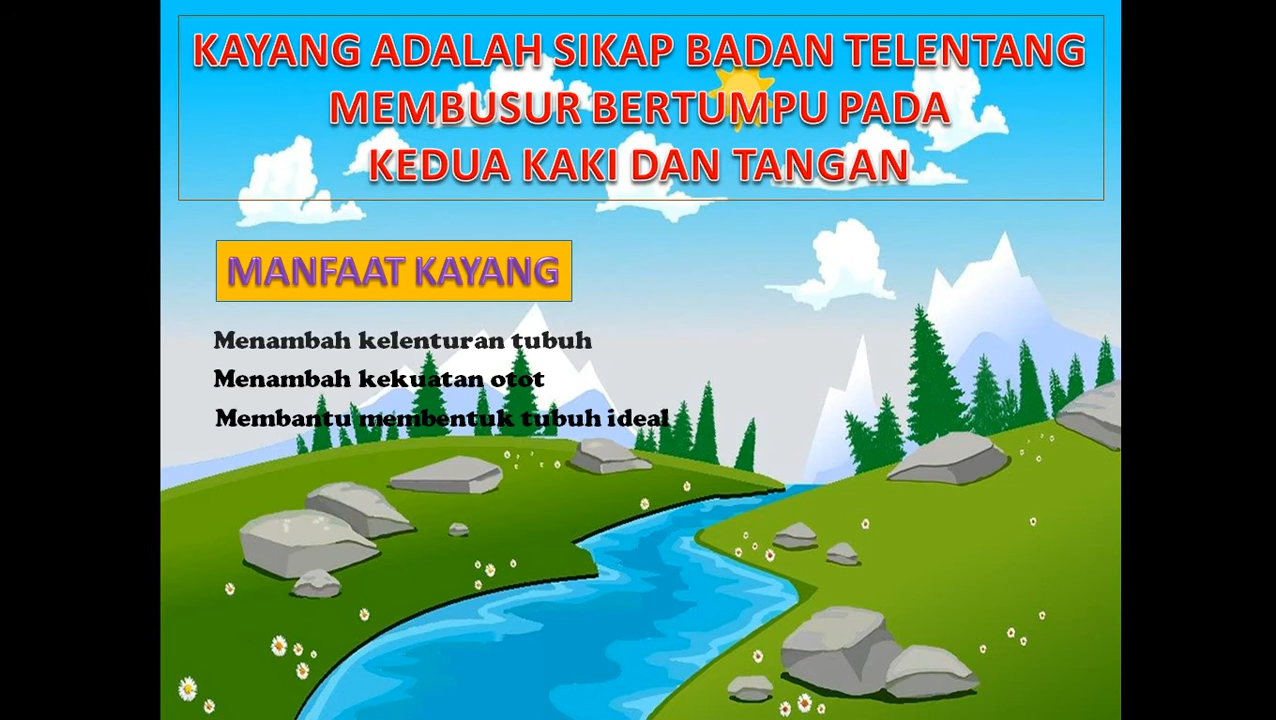 KAYANG ADALAH SIKAP BADAN TELENTANG
MEMBUSUR BERTUMPU PADA
KEDUA KAKI DAN TANGAN
MANFAAT KAYANG
Menambah kelenturan tubuh
Menambah kekuatan otot
Membantu membentuk tubuh ideal